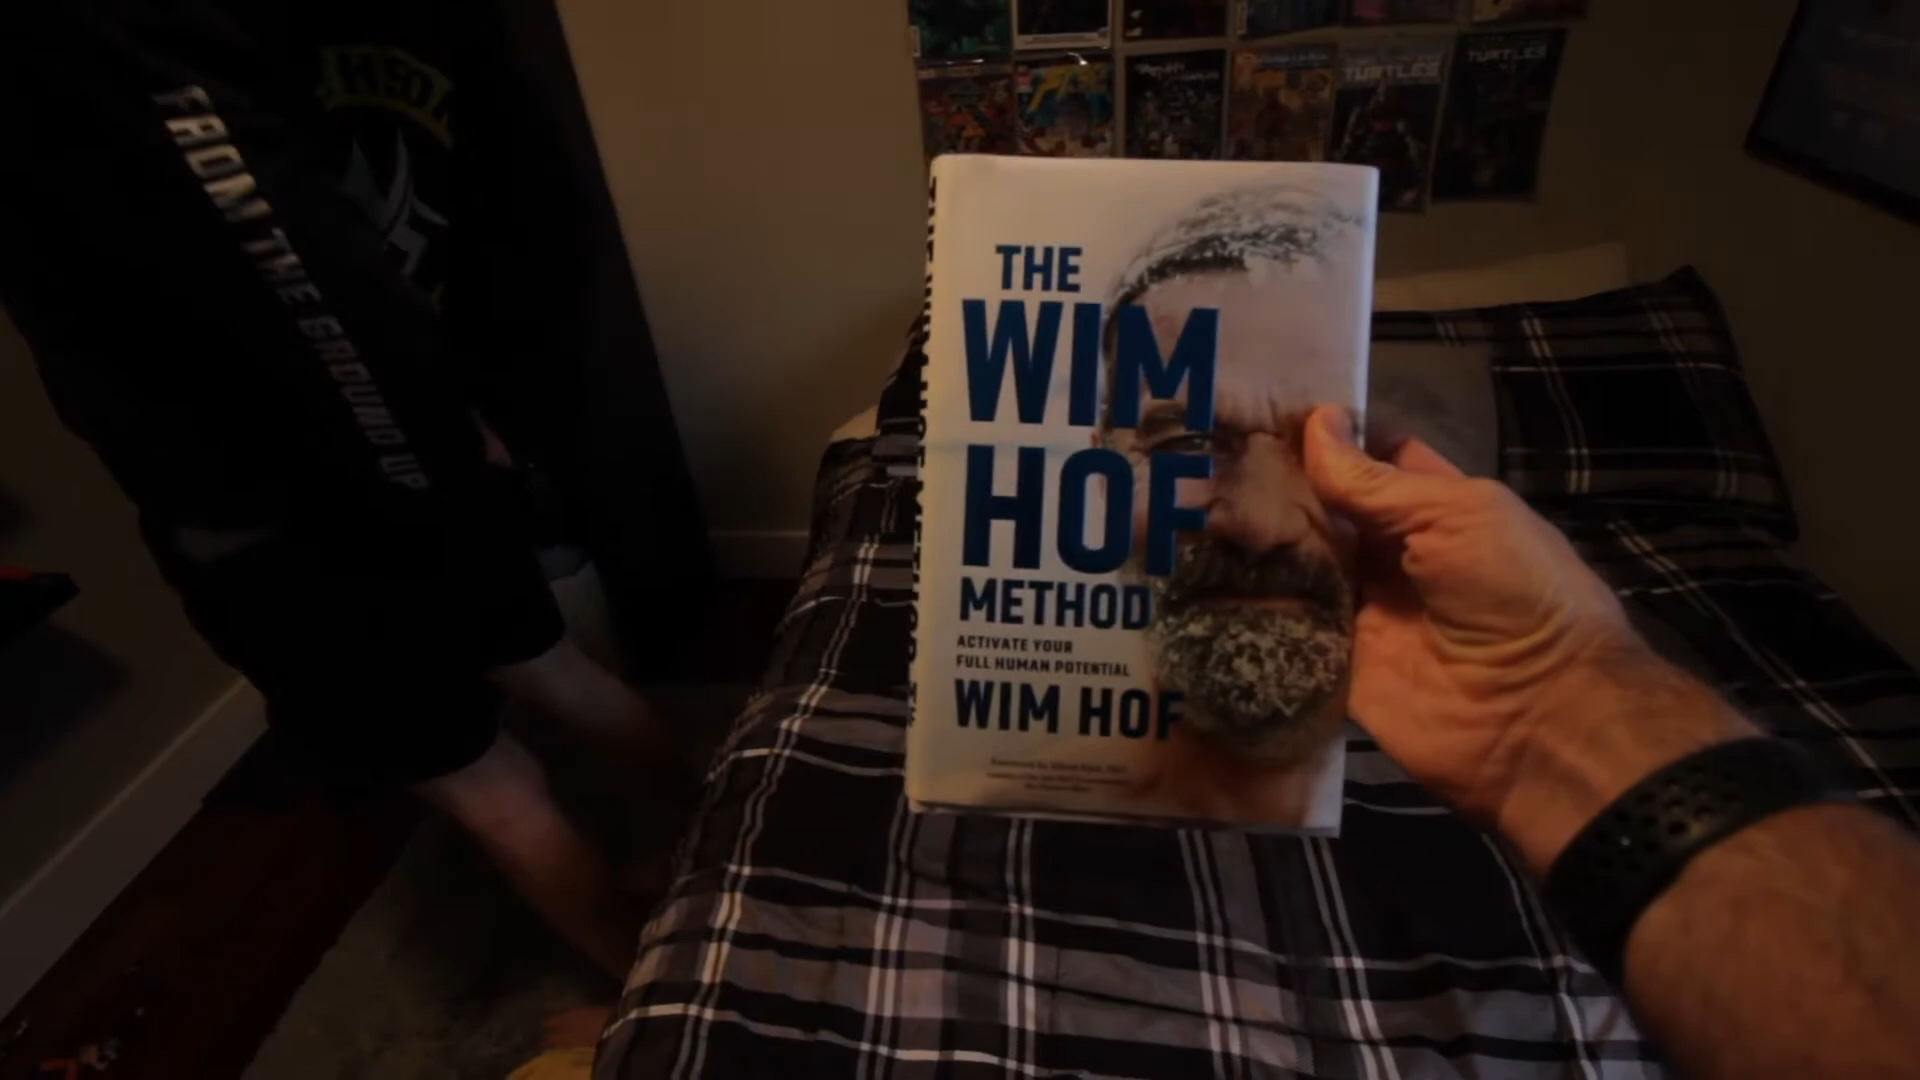 FROM THE GROUND UP
TURTLES
TURTLES
THE
WIM
HOF
METHOD
ACTIVATE YOUR
FULL HUMAN POTENTIAL
WIM HOF